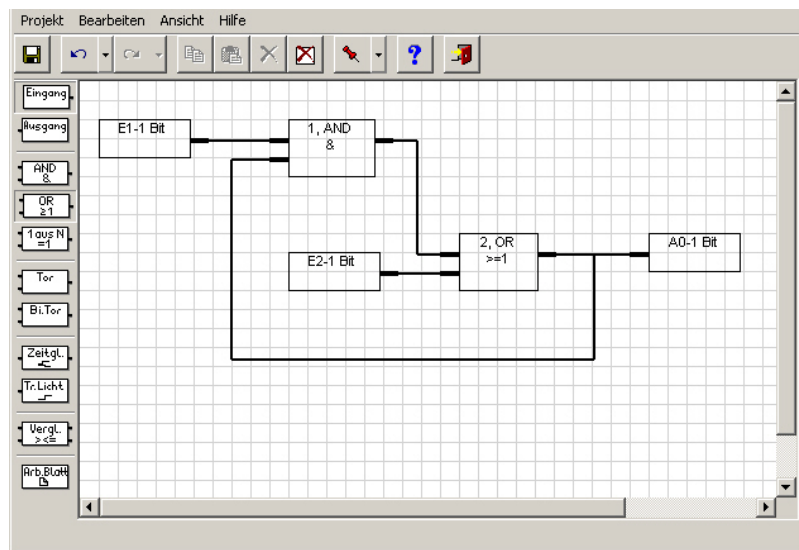 Projekt Bearbeiten Ansicht Hilfe
?
Eingang
Ausgang
AND
&
OR
≥1
1 aus N
=1
Tor
Bi.Tor
Zeitgl.
Tr.Licht
Vergl.
><=
Arb.Blatt
E1-1 Bit
1, AND
&
E2-1 Bit
2, OR
>=1
A0-1 Bit